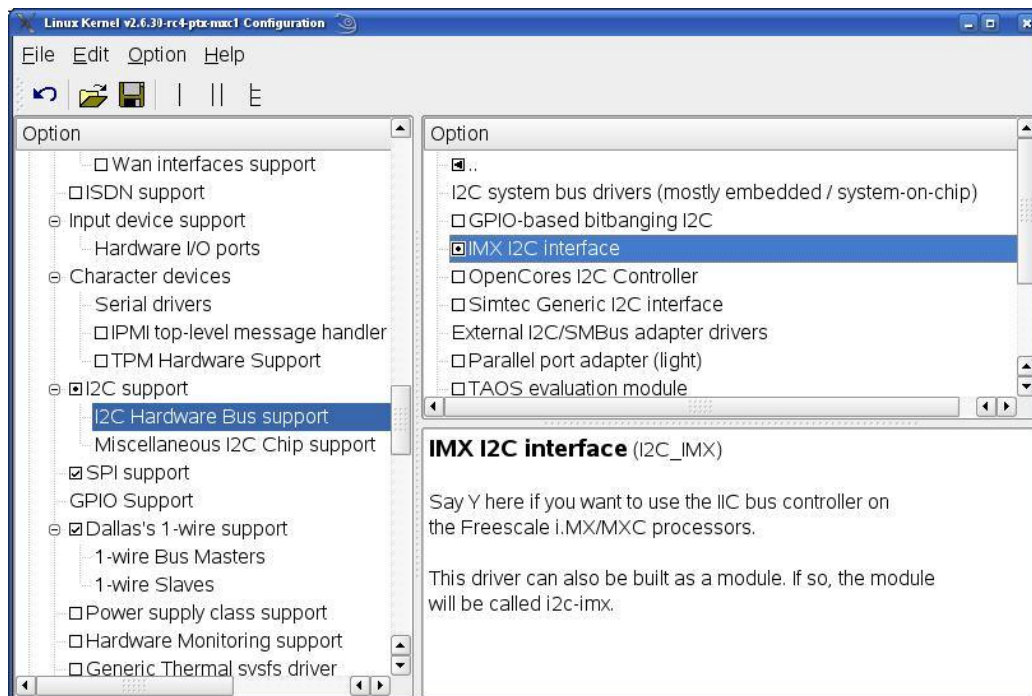 Linux Kernel v2.6.30-rc4-ptx-mxc1 Configuration
File Edit Option Help
Option
Wan interfaces support
ISDN support
Input device support
Hardware I/O ports
Character devices
Serial drivers
IPMI top-level message handler
TPM Hardware Support
I2C support
I2C Hardware Bus support
Miscellaneous I2C Chip support
SPI support
GPIO Support
Dallas's 1-wire support
1-wire Bus Masters
1-wire Slaves
Power supply class support
Hardware Monitoring support
Generic Thermal sysfs driver
Option
..
I2C system bus drivers (mostly embedded / system-on-chip)
GPIO-based bitbanging I2C
IMX I2C interface
OpenCores I2C Controller
Simtec Generic I2C interface
External I2C/SMBus adapter drivers
Parallel port adapter (light)
TAOS evaluation module
IMX I2C interface (I2C_IMX)
Say Y here if you want to use the IIC bus controller on
the Freescale i.MX/MXC processors.
This driver can also be built as a module. If so, the module
will be called i2c-imx.